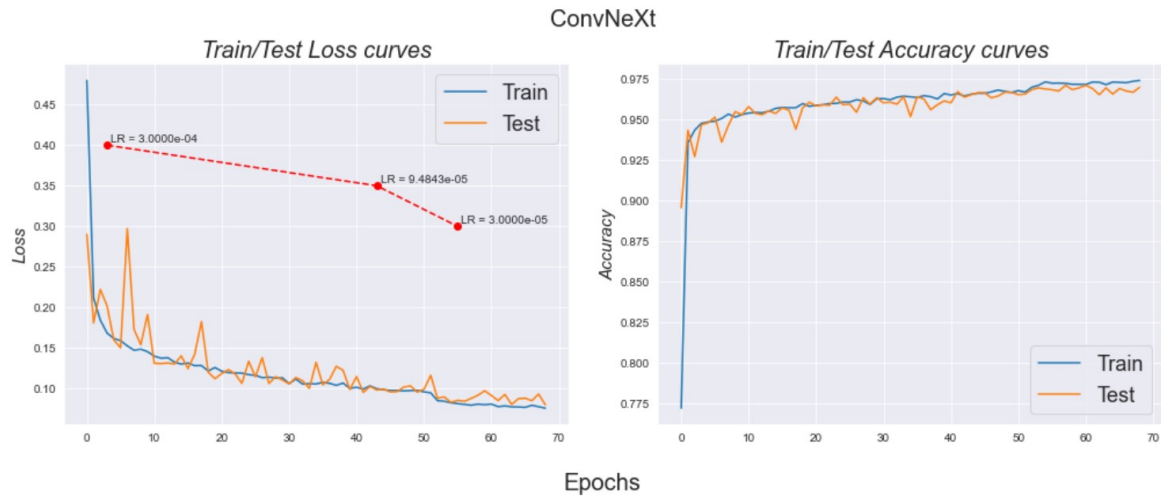 ConvNeXt
Train/Test Loss curves
Train
Test
LR = 3.0000e-04
LR = 9.4843e-05
LR = 3.0000e-05
Loss
0.45
0.40
0.35
0.30
0.25
0.20
0.15
0.10
0 10 20 30 40 50 60 70
Train/Test Accuracy curves
Accuracy
0.975
0.950
0.925
0.900
0.875
0.850
0.825
0.800
0.775
Train
Test
0 10 20 30 40 50 60 70
Epochs